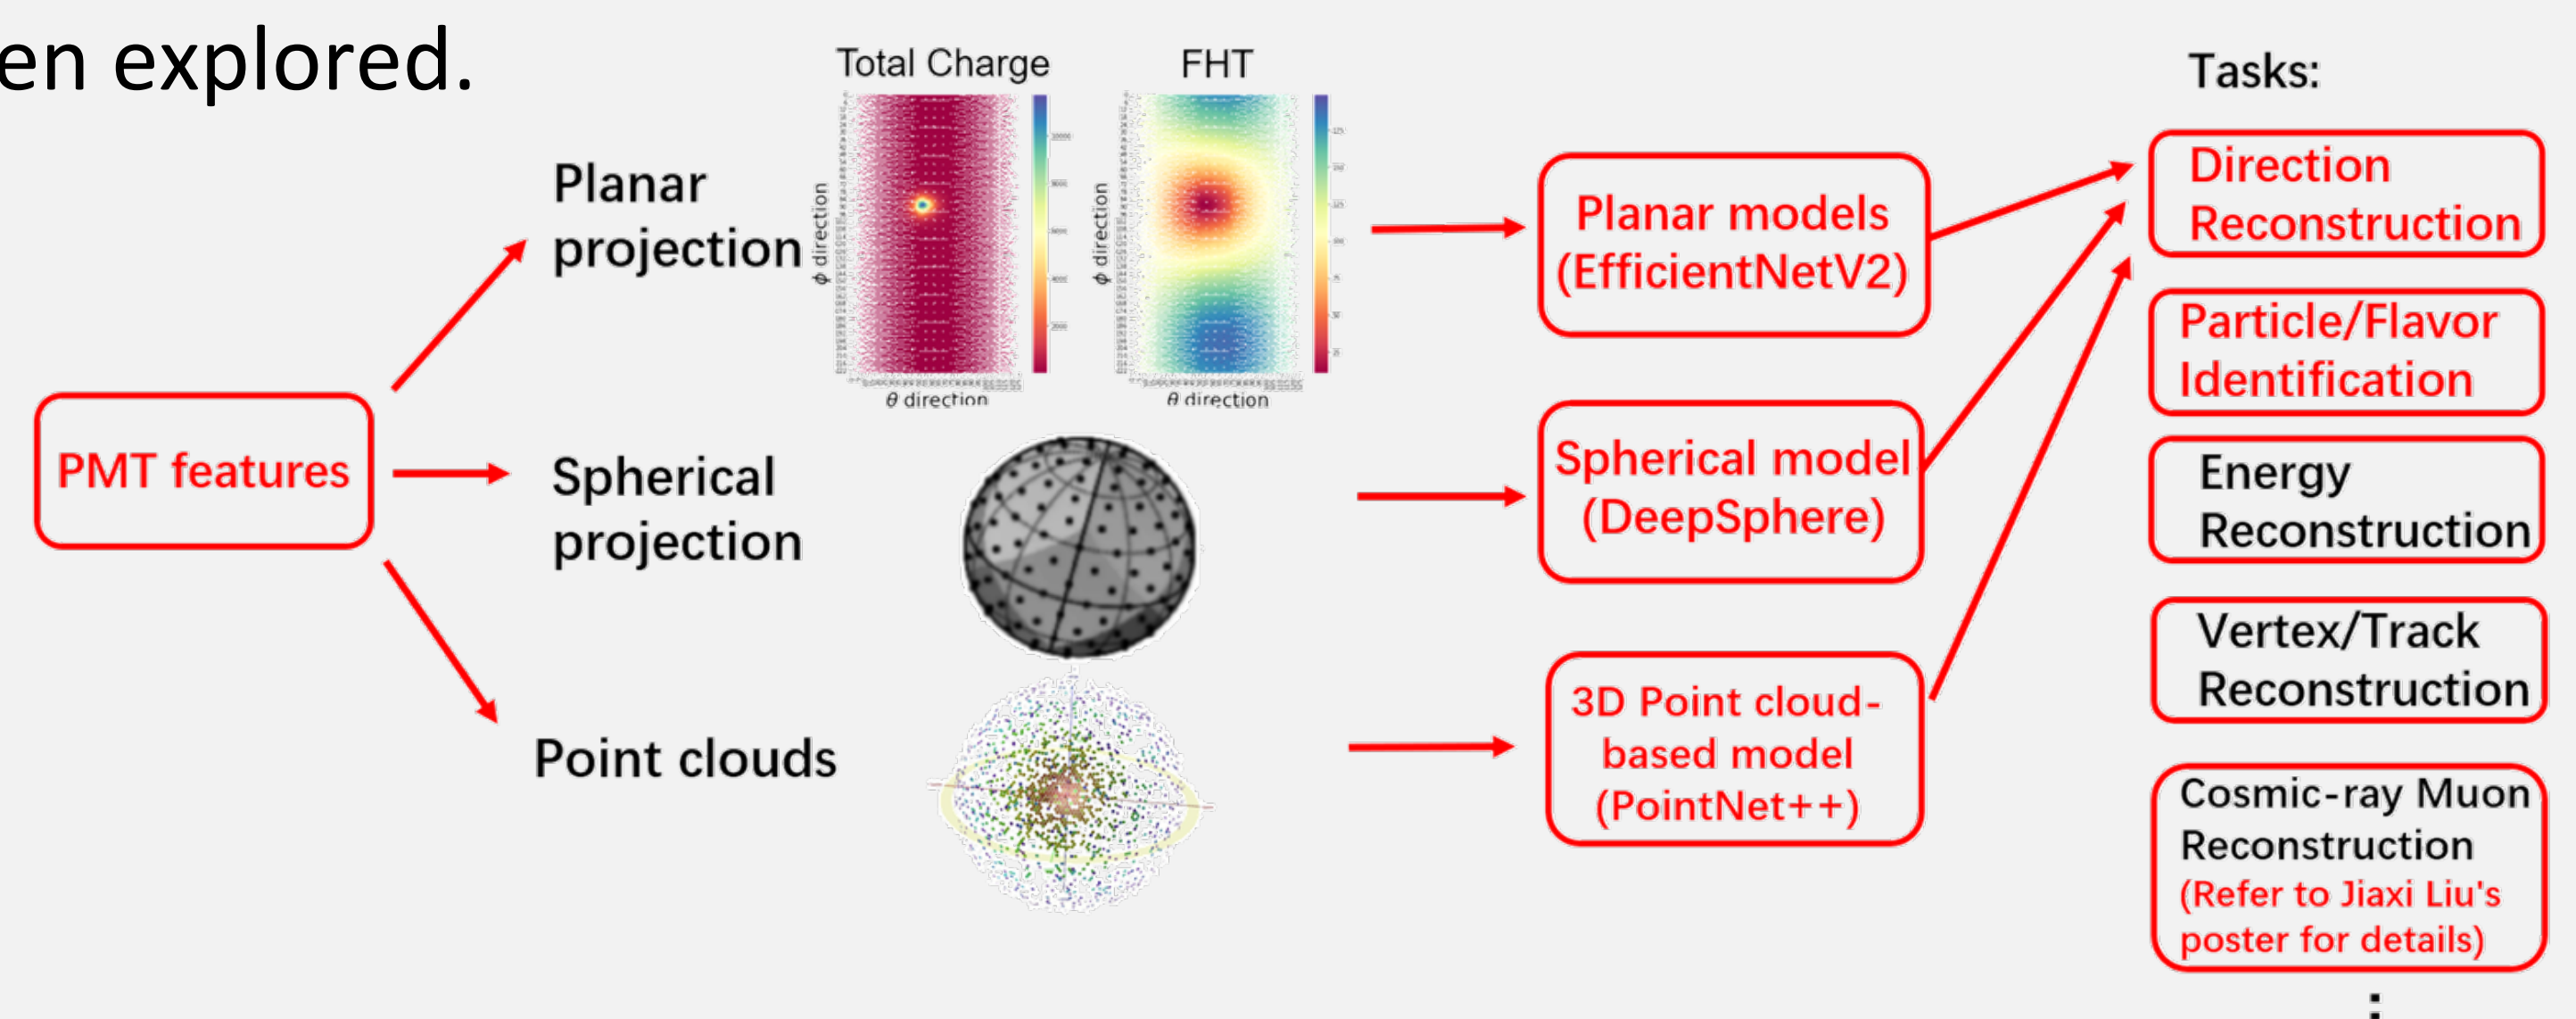 en explored.
Total Charge
FHT
Tasks:
Planar
projection
ϕ direction
θ direction
ϕ direction
θ direction
Planar models
(EfficientNetV2)
Direction
Reconstruction
Particle/Flavor
Identification
PMT features
Spherical
projection
Spherical model
(DeepSphere)
Energy
Reconstruction
Vertex/Track
Reconstruction
Point clouds
3D Point cloud-
based model
(PointNet++)
Cosmic-ray Muon
Reconstruction
(Refer to Jiaxi Liu's
poster for details)